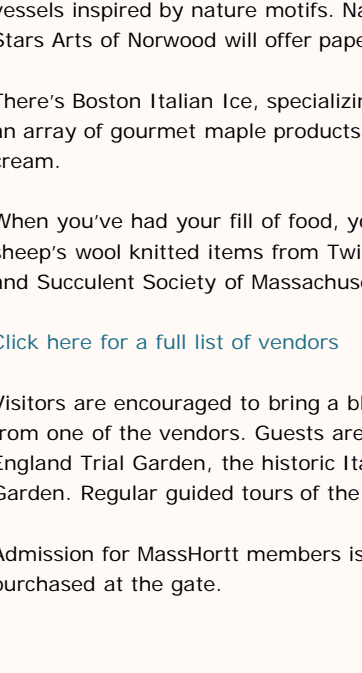 vessels inspired by nature motifs. Na
Stars Arts of Norwood will offer pape
There's Boston Italian Ice, specializin
an array of gourmet maple products
cream.
When you've had your fill of food, yo
sheep's wool knitted items from Twi
and Succulent Society of Massachuse
Click here for a full list of vendors
Visitors are encouraged to bring a bl
from one of the vendors. Guests are
England Trial Garden, the historic Ita
Garden. Regular guided tours of the
Admission for MassHortt members is
purchased at the gate.